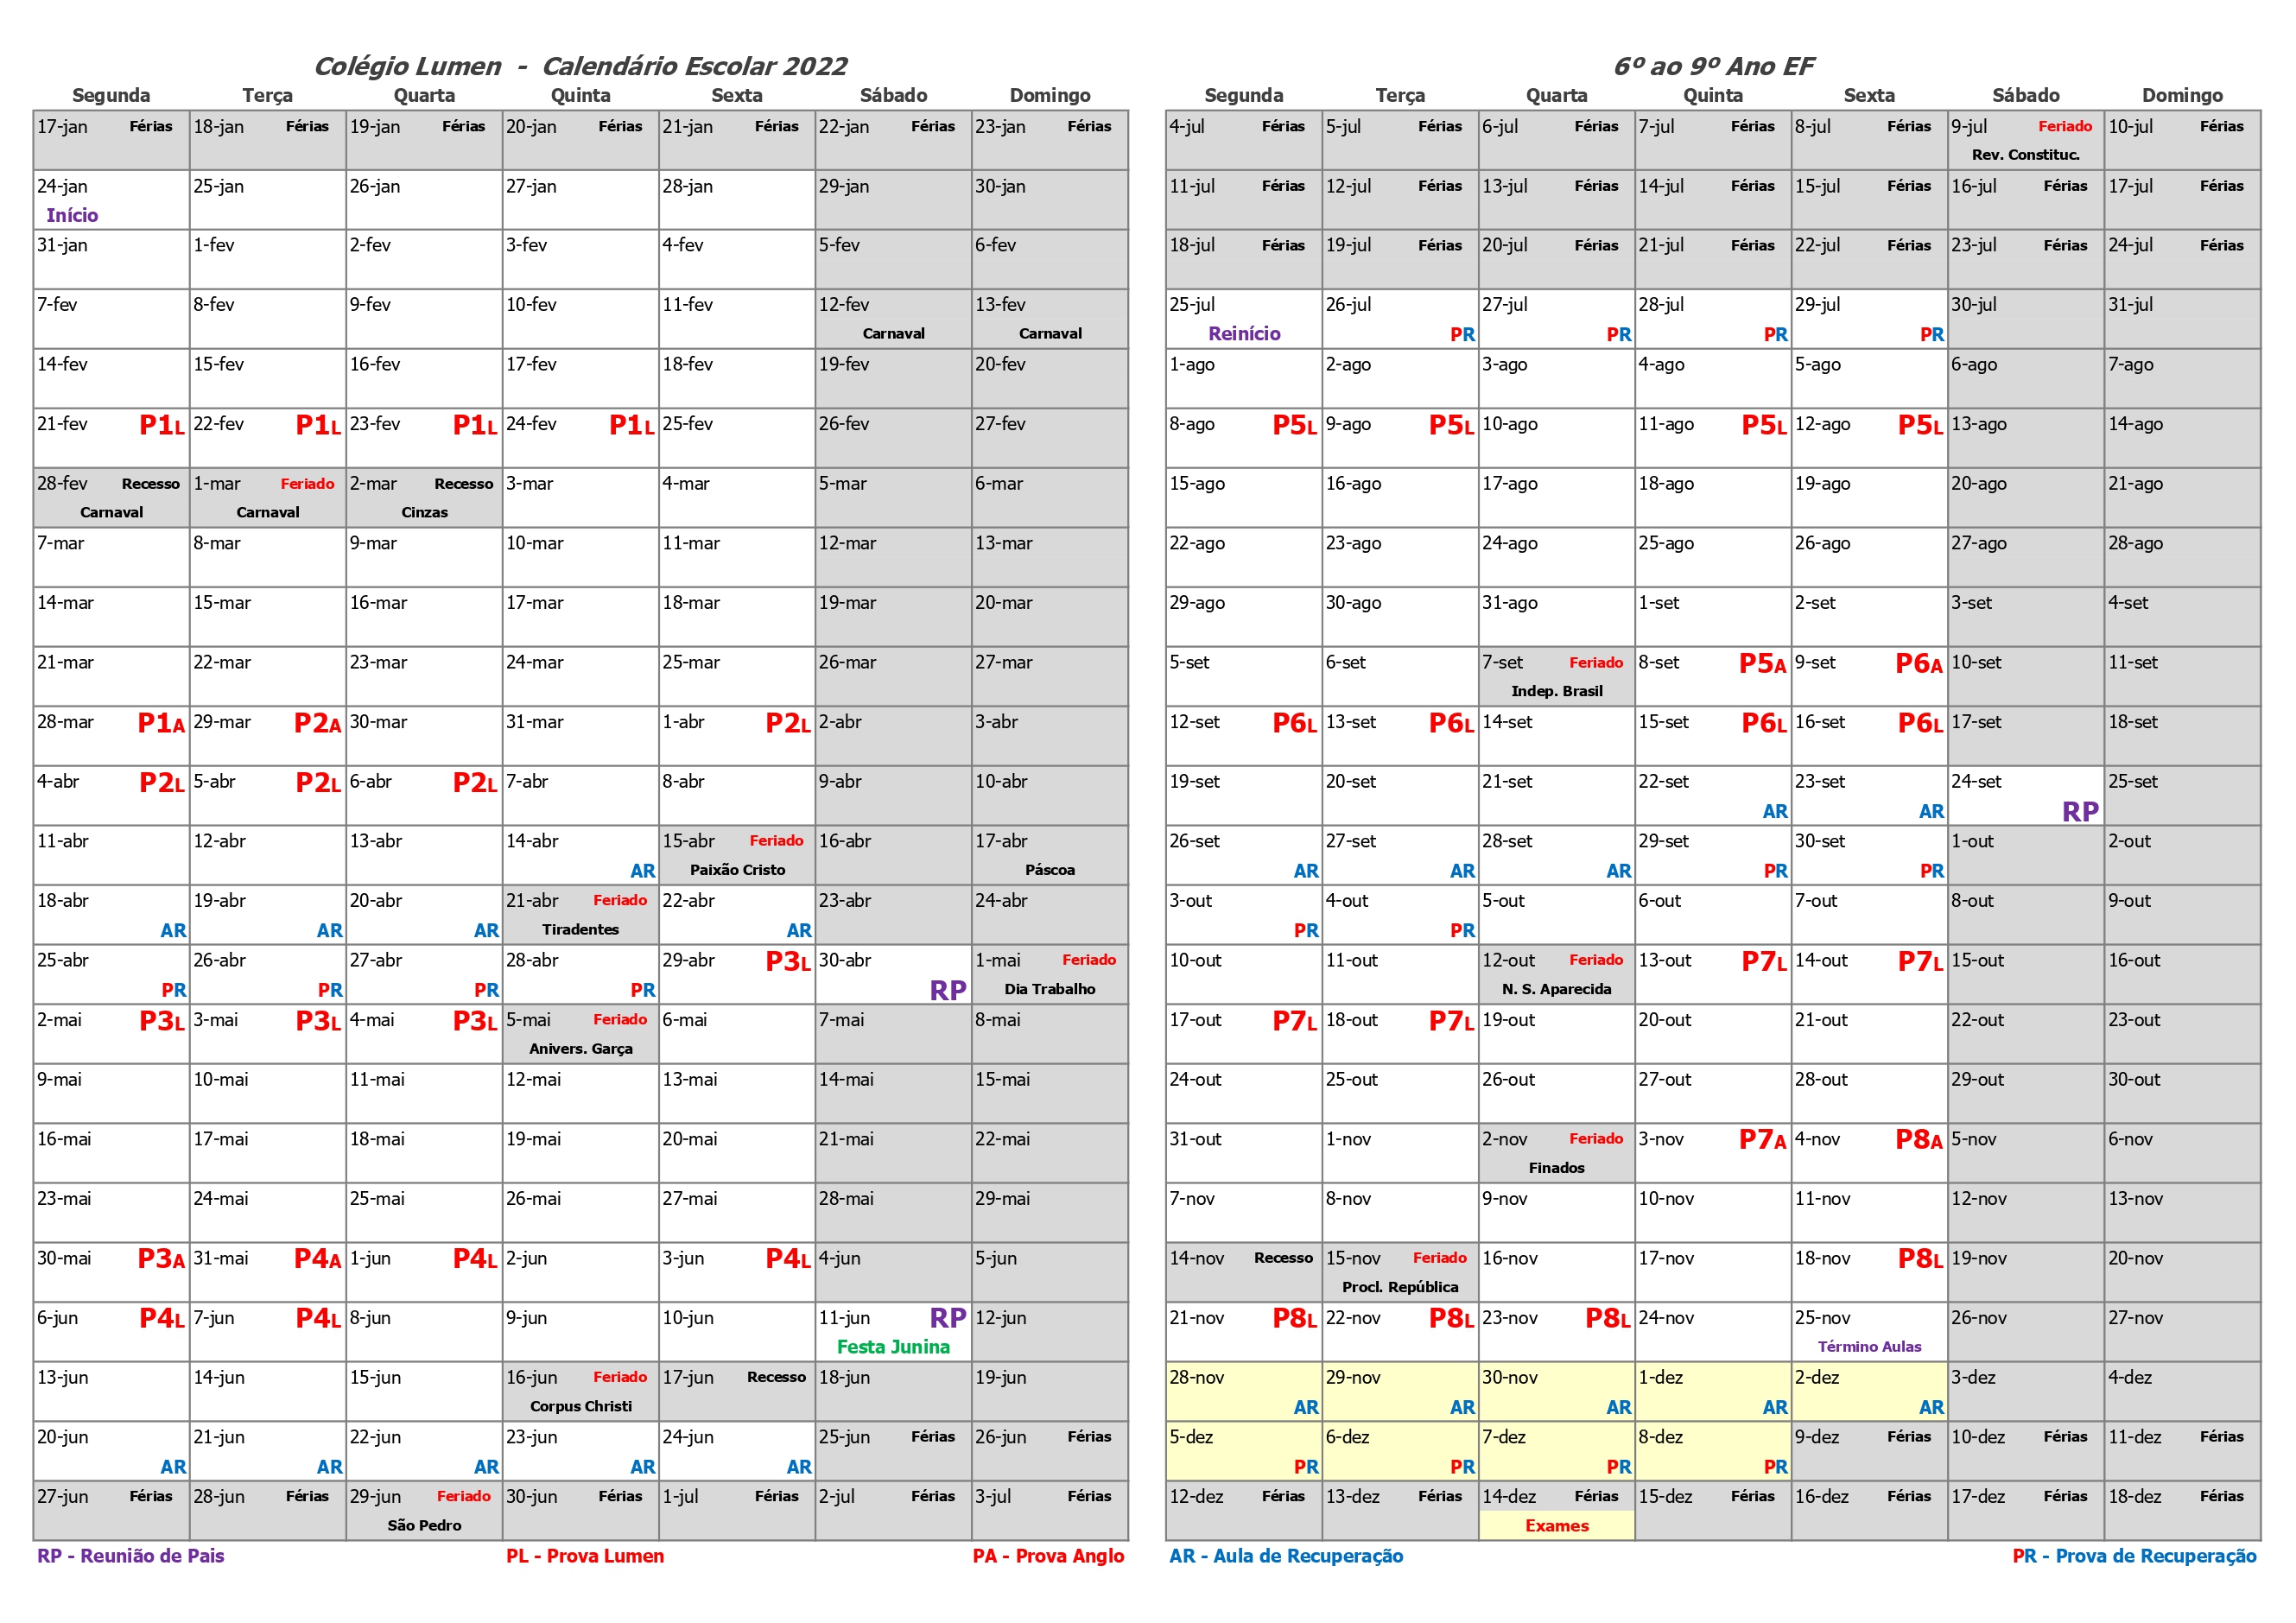 Colégio Lumen - Calendário Escolar 2022
Segunda Terça Quarta Quinta Sexta Sábado Domingo
17-jan Férias 18-jan Férias 19-jan Férias 20-jan Férias 21-jan Férias 22-jan Férias 23-jan Férias
24-jan 25-jan 26-jan 27-jan 28-jan 29-jan 30-jan
Início
31-jan 1-fev 2-fev 3-fev 4-fev 5-fev 6-fev
7-fev 8-fev 9-fev 10-fev 11-fev 12-fev 13-fev
Carnaval Carnaval
14-fev 15-fev 16-fev 17-fev 18-fev 19-fev 20-fev
21-fev P1L 22-fev P1L 23-fev P1L 24-fev P1L 25-fev 26-fev 27-fev
28-fev Recesso 1-mar Feriado 2-mar Recesso 3-mar 4-mar 5-mar 6-mar
Carnaval Carnaval Cinzas
7-mar 8-mar 9-mar 10-mar 11-mar 12-mar 13-mar
14-mar 15-mar 16-mar 17-mar 18-mar 19-mar 20-mar
21-mar 22-mar 23-mar 24-mar 25-mar 26-mar 27-mar
28-mar P1A 29-mar P2A 30-mar 31-mar 1-abr P2L 2-abr 3-abr
4-abr P2L 5-abr P2L 6-abr P2L 7-abr 8-abr 9-abr 10-abr
11-abr 12-abr 13-abr 14-abr 15-abr Feriado 16-abr 17-abr
AR Paixão Cristo Páscoa
18-abr 19-abr 20-abr 21-abr Feriado 22-abr 23-abr 24-abr
AR AR AR Tiradentes AR
25-abr 26-abr 27-abr 28-abr 29-abr P3L 30-abr 1-mai Feriado
PR PR PR PR RP Dia Trabalho
2-mai P3L 3-mai P3L 4-mai P3L 5-mai Feriado 6-mai 7-mai 8-mai
Anivers. Garça
9-mai 10-mai 11-mai 12-mai 13-mai 14-mai 15-mai
16-mai 17-mai 18-mai 19-mai 20-mai 21-mai 22-mai
23-mai 24-mai 25-mai 26-mai 27-mai 28-mai 29-mai
30-mai P3A 31-mai P4A 1-jun P4L 2-jun 3-jun P4L 4-jun 5-jun
6-jun P4L 7-jun P4L 8-jun 9-jun 10-jun 11-jun RP 12-jun
Festa Junina
13-jun 14-jun 15-jun 16-jun Feriado 17-jun Recesso 18-jun 19-jun
Corpus Christi
20-jun 21-jun 22-jun 23-jun 24-jun 25-jun Férias 26-jun Férias
AR AR AR AR AR
27-jun Férias 28-jun Férias 29-jun Feriado 30-jun Férias 1-jul Férias 2-jul Férias 3-jul Férias
São Pedro
RP - Reunião de Pais PL - Prova Lumen PA - Prova Anglo
6º ao 9º Ano EF
Segunda Terça Quarta Quinta Sexta Sábado Domingo
4-jul Férias 5-jul Férias 6-jul Férias 7-jul Férias 8-jul Férias 9-jul Feriado 10-jul Férias
Rev. Constituc.
11-jul Férias 12-jul Férias 13-jul Férias 14-jul Férias 15-jul Férias 16-jul Férias 17-jul Férias
18-jul Férias 19-jul Férias 20-jul Férias 21-jul Férias 22-jul Férias 23-jul Férias 24-jul Férias
25-jul 26-jul 27-jul 28-jul 29-jul 30-jul 31-jul
Reinício PR PR PR PR
1-ago 2-ago 3-ago 4-ago 5-ago 6-ago 7-ago
8-ago P5L 9-ago P5L 10-ago 11-ago P5L 12-ago P5L 13-ago 14-ago
15-ago 16-ago 17-ago 18-ago 19-ago 20-ago 21-ago
22-ago 23-ago 24-ago 25-ago 26-ago 27-ago 28-ago
29-ago 30-ago 31-ago 1-set 2-set 3-set 4-set
5-set 6-set 7-set Feriado 8-set P5A 9-set P6A 10-set 11-set
Indep. Brasil
12-set P6L 13-set P6L 14-set 15-set P6L 16-set P6L 17-set 18-set
19-set 20-set 21-set 22-set 23-set 24-set 25-set
AR AR RP
26-set 27-set 28-set 29-set 30-set 1-out 2-out
AR AR AR PR PR
3-out 4-out 5-out 6-out 7-out 8-out 9-out
PR PR
10-out 11-out 12-out Feriado 13-out P7L 14-out P7L 15-out 16-out
N. S. Aparecida
17-out P7L 18-out P7L 19-out 20-out 21-out 22-out 23-out
24-out 25-out 26-out 27-out 28-out 29-out 30-out
31-out 1-nov 2-nov Feriado 3-nov P7A 4-nov P8A 5-nov 6-nov
Finados
7-nov 8-nov 9-nov 10-nov 11-nov 12-nov 13-nov
14-nov Recesso 15-nov Feriado 16-nov 17-nov 18-nov P8L 19-nov 20-nov
Procl. República
21-nov P8L 22-nov P8L 23-nov P8L 24-nov 25-nov 26-nov 27-nov
Término Aulas
28-nov 29-nov 30-nov 1-dez 2-dez 3-dez 4-dez
AR AR AR AR AR
5-dez 6-dez 7-dez 8-dez 9-dez Férias 10-dez Férias 11-dez Férias
PR PR PR PR
12-dez Férias 13-dez Férias 14-dez Férias 15-dez Férias 16-dez Férias 17-dez Férias 18-dez Férias
Exames
AR - Aula de Recuperação PR - Prova de Recuperação